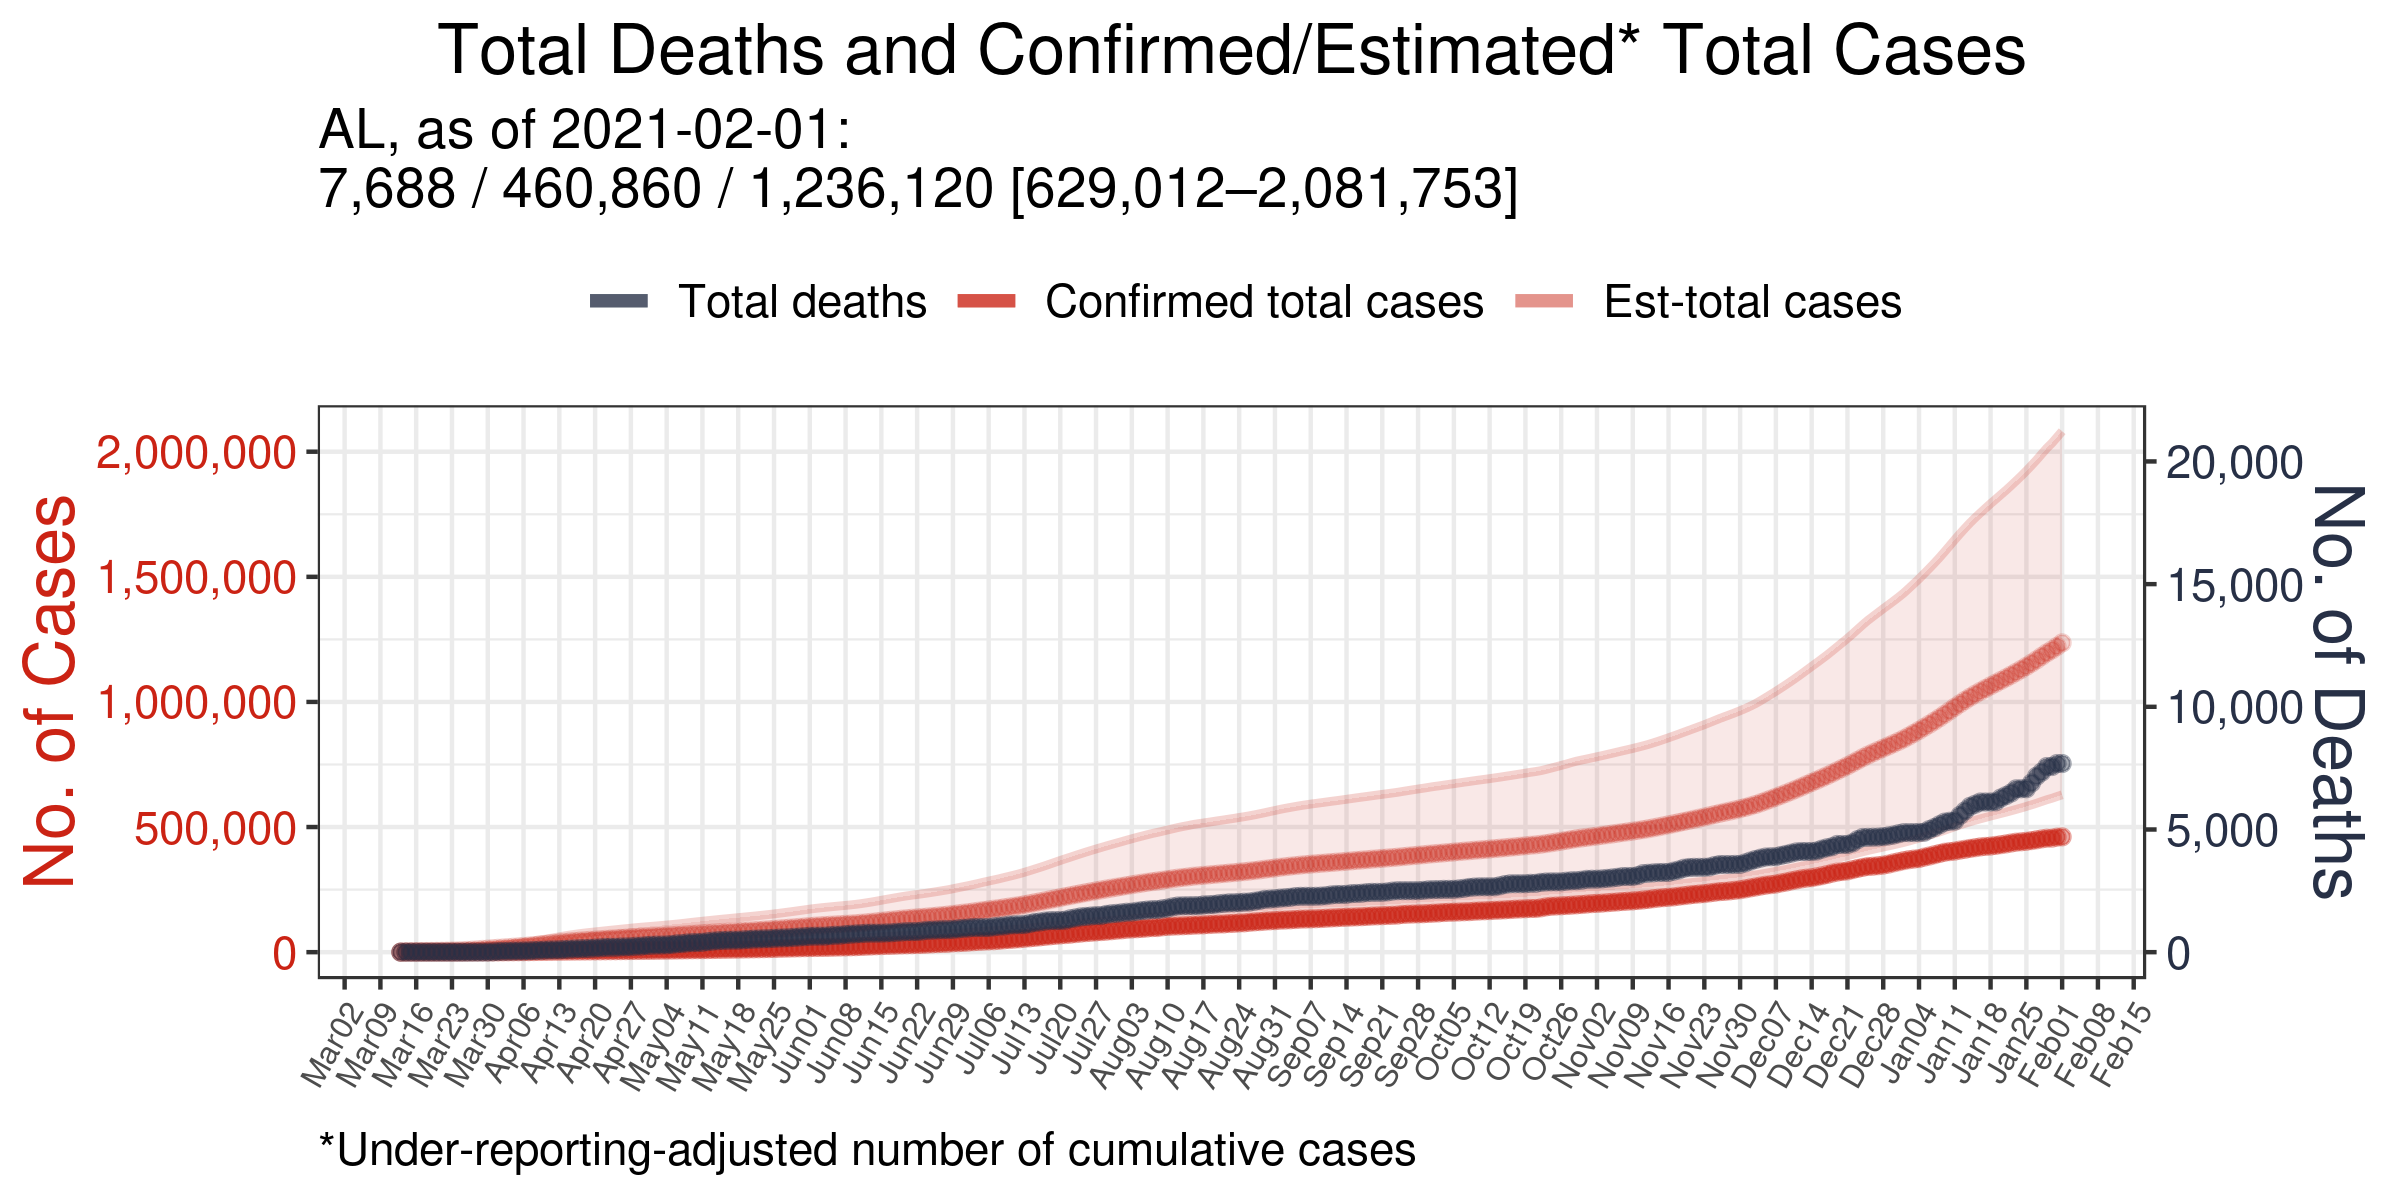 Total Deaths and Confirmed/Estimated* Total Cases
AL, as of 2021-02-01:
7,688 / 460,860 / 1,236,120 [629,012–2,081,753]
Total deaths
Confirmed total cases
Est-total cases
No. of Cases
2,000,000
1,500,000
1,000,000
500,000
0
20,000
15,000
10,000
5,000
0
No. of Deaths
Mar02
Mar09
Mar16
Mar23
Mar30
Apr06
Apr13
Apr20
Apr27
May04
May11
May18
May25
Jun01
Jun08
Jun15
Jun22
Jun29
Jul06
Jul13
Jul20
Jul27
Aug03
Aug10
Aug17
Aug24
Aug31
Sep07
Sep14
Sep21
Sep28
Oct05
Oct12
Oct19
Oct26
Nov02
Nov09
Nov16
Nov23
Nov30
Dec07
Dec14
Dec21
Dec28
Jan04
Jan11
Jan18
Jan25
Feb01
Feb08
Feb15
*Under-reporting-adjusted number of cumulative cases